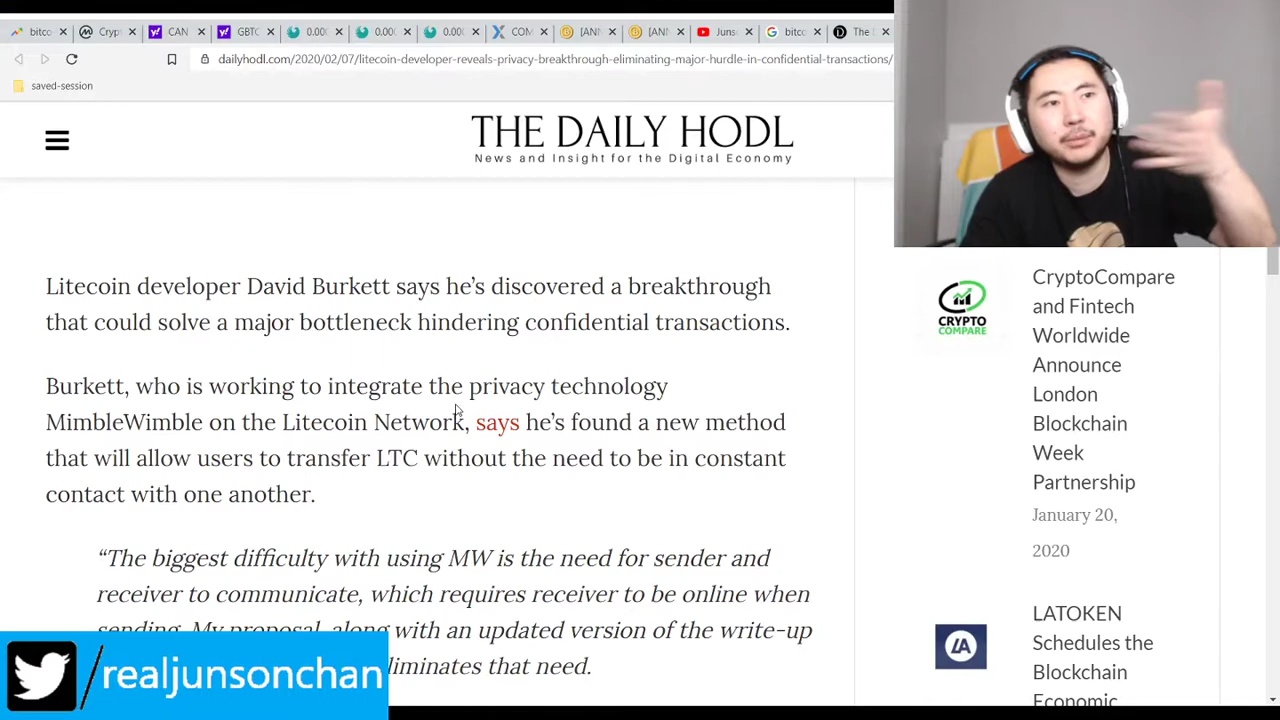 bitco
Cryp
CAN
GBTC
0.00(
0.00(
0.00(
COM
[ANN
[ANN
Juns
bitco
The I
dailyhodl.com/2020/02/07/litecoin-developer-reveals-privacy-breakthrough-eliminating-major-hurdle-in-confidential-transactions/
saved-session
THE DAILY HODL
News and Insight for the Digital Economy
Litecoin developer David Burkett says he's discovered a breakthrough
that could solve a major bottleneck hindering confidential transactions.
Burkett, who is working to integrate the privacy technology
MimbleWimble on the Litecoin Network, says he's found a new method
that will allow users to transfer LTC without the need to be in constant
contact with one another.
“The biggest difficulty with using MW is the need for sender and
receiver to communicate, which requires receiver to be online when
sending. My proposal, along with an updated version of the write-up
eliminates that need.
CRYPTO
COMPARE
CryptoCompare
and Fintech
Worldwide
Announce
London
Blockchain
Week
Partnership
January 20,
2020
LA
LATOKEN
Schedules the
Blockchain
Economic
/realjunsonchan